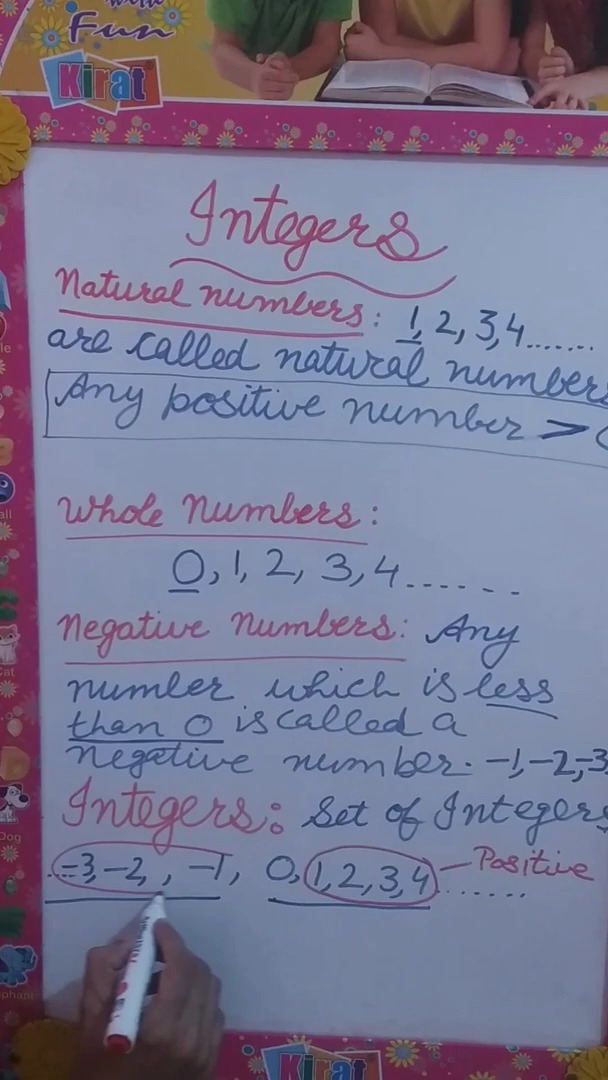 with
Fun
Kirat
Integers
Natural numbers: 1, 2, 3, 4.......
are called natural numbers
Any positive number >
Whole Numbers:
0, 1, 2, 3, 4.......
Negative Numbers: Any
number which is less
than 0 is called a
negative number. -1, -2, -3
Integers: Set of Integers
...-3, -2, , -1, 0, 1, 2, 3, 4....... Positive
Dog
Kirat